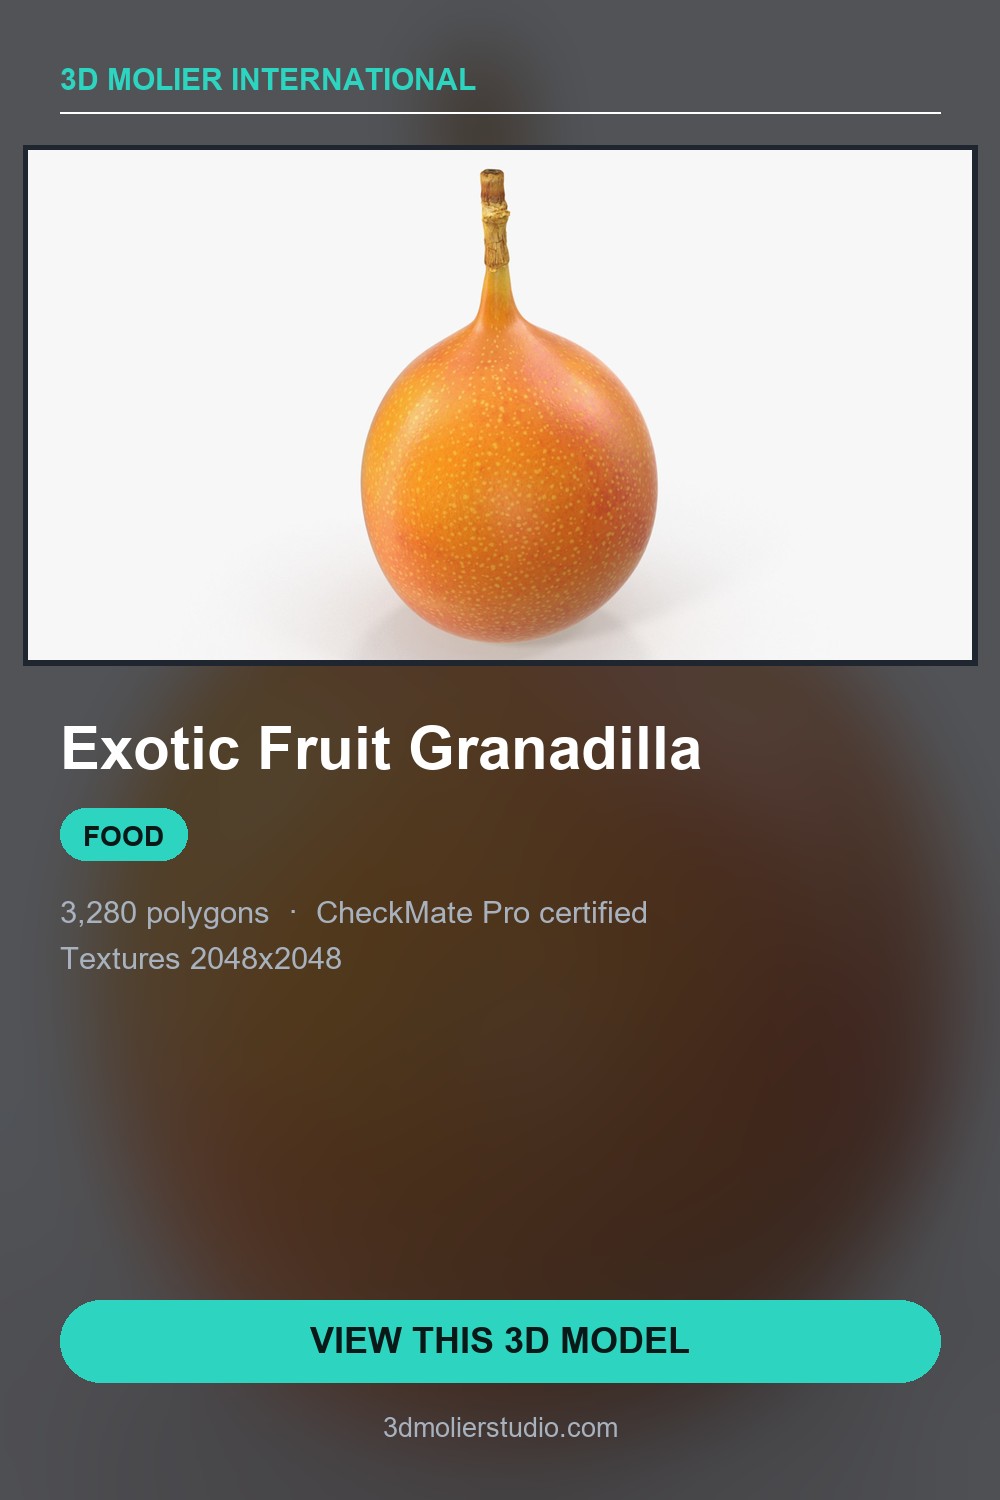 3D MOLIER INTERNATIONAL
Exotic Fruit Granadilla
FOOD
3,280 polygons · CheckMate Pro certified
Textures 2048x2048
VIEW THIS 3D MODEL
3dmolierstudio.com